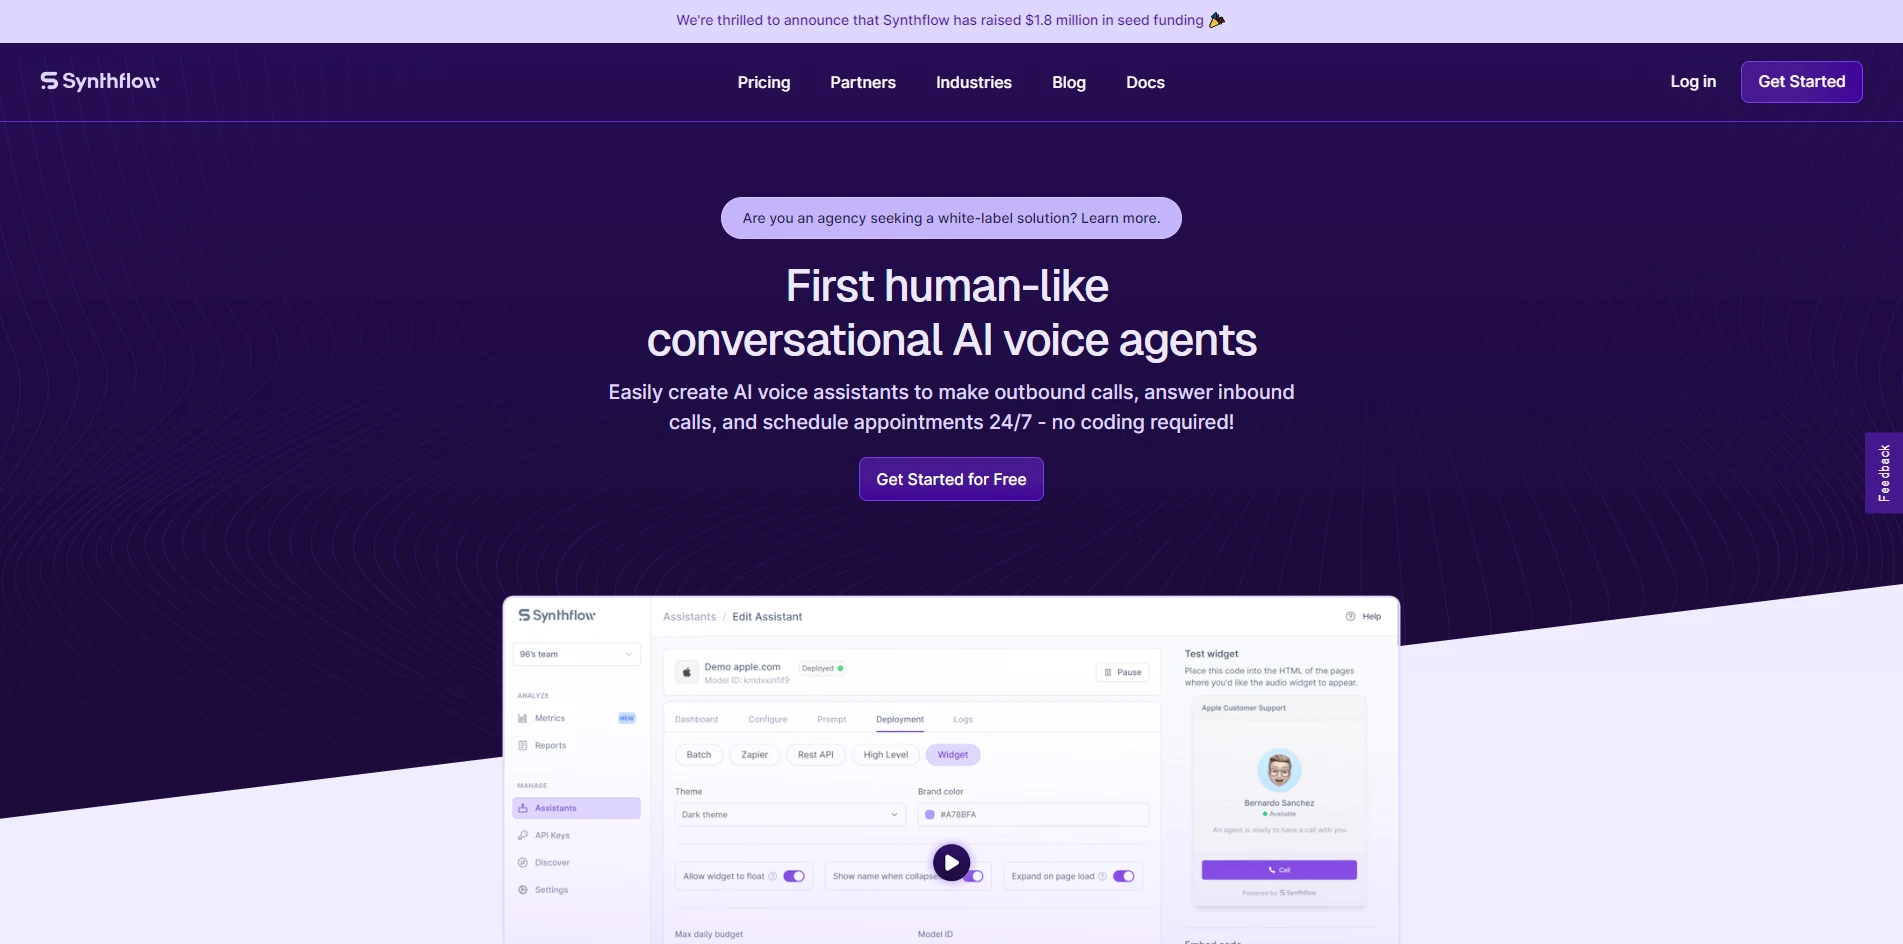 We're thrilled to announce that Synthflow has raised $1.8 million in seed funding 🎉
Synthflow
Pricing
Partners
Industries
Blog
Docs
Log in
Get Started
Are you an agency seeking a white-label solution? Learn more.
First human-like
conversational AI voice agents
Easily create AI voice assistants to make outbound calls, answer inbound
calls, and schedule appointments 24/7 - no coding required!
Get Started for Free
Feedback
Synthflow
96's team
ANALYZE
Metrics
NEW
Reports
MANAGE
Assistants
API Keys
Discover
Settings
Assistants / Edit Assistant
Help
Demo apple.com
Deployed
Model ID: kmdxxinfif9
Pause
Dashboard
Configure
Prompt
Deployment
Logs
Batch
Zapier
Rest API
High Level
Widget
Theme
Brand color
Dark theme
#A78BFA
Allow widget to float
Show name when collapse
Expand on page load
Max daily budget
Model ID
Test widget
Place this code into the HTML of the pages
where you'd like the audio widget to appear.
Apple Customer Support
Bernardo Sanchez
Available
An agent is ready to have a call with you
Call
Powered by Synthflow